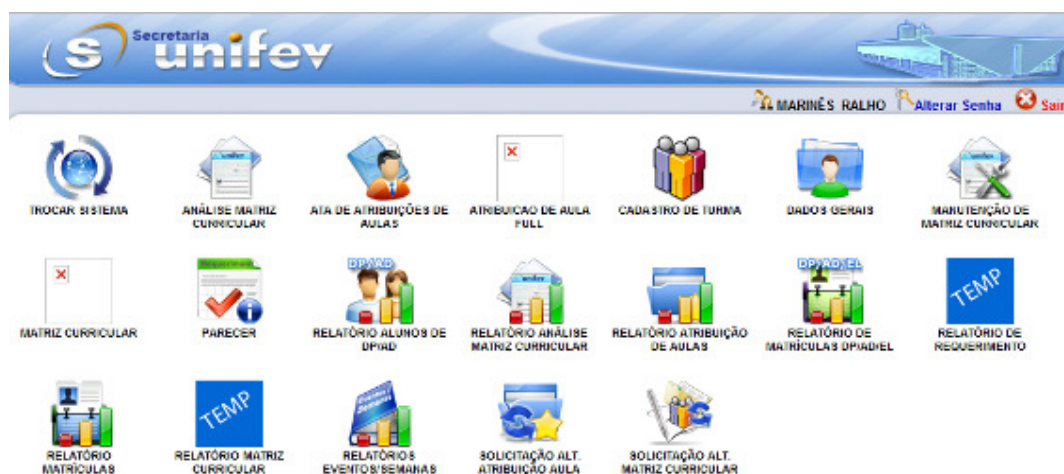 Secretaria
S unifev
MARINÊS RALHO Alterar Senha Sair
TROCAR SISTEMA
ANÁLISE MATRIZ
CURRICULAR
ATA DE ATRIBUIÇÕES DE
AULAS
ATRIBUICAO DE AULA
FULL
CADASTRO DE TURMA
DADOS GERAIS
MANUTENÇÃO DE
MATRIZ CURRICULAR
MATRIZ CURRICULAR
PARECER
DP/AD
RELATÓRIO ALUNOS DE
DP/AD
unifev
RELATÓRIO ANÁLISE
MATRIZ CURRICULAR
RELATÓRIO ATRIBUIÇÃO
DE AULAS
DP/AD/EL
RELATÓRIO DE
MATRÍCULAS DP/AD/EL
TEMP
RELATÓRIO DE
REQUERIMENTO
RELATÓRIO
MATRÍCULAS
TEMP
RELATÓRIO MATRIZ
CURRICULAR
Eventos/
Semanas
RELATÓRIOS
EVENTOS/SEMANAS
SOLICITAÇÃO ALT.
ATRIBUIÇÃO AULA
SOLICITAÇÃO ALT.
MATRIZ CURRICULAR